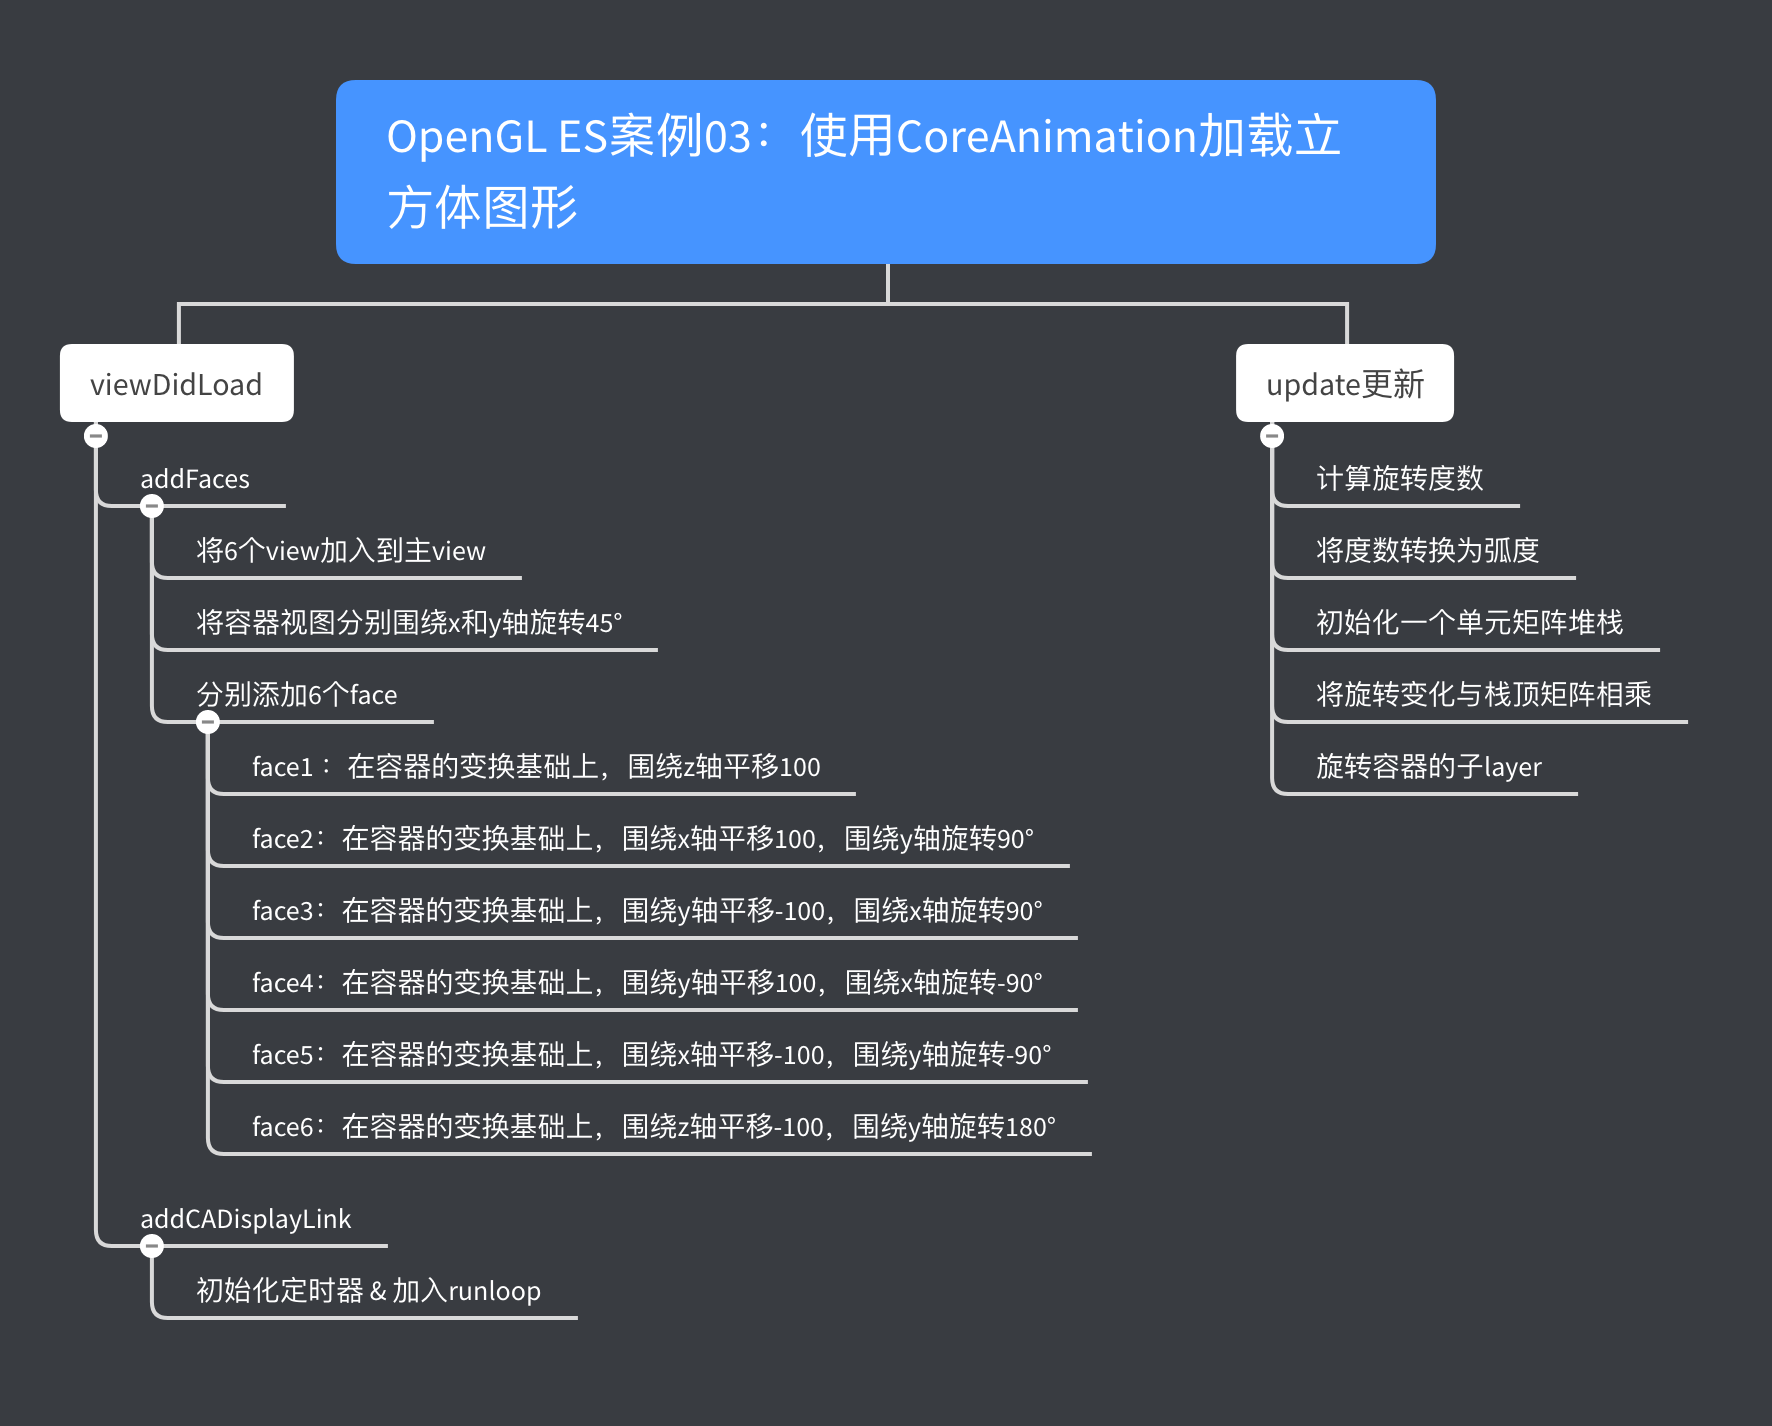 OpenGL ES案例03：使用CoreAnimation加载立
方体图形
viewDidLoad
addFaces
将6个view加入到主view
将容器视图分别围绕x和y轴旋转45°
分别添加6个face
face1：在容器的变换基础上，围绕z轴平移100
face2：在容器的变换基础上，围绕x轴平移100，围绕y轴旋转90°
face3：在容器的变换基础上，围绕y轴平移-100，围绕x轴旋转90°
face4：在容器的变换基础上，围绕y轴平移100，围绕x轴旋转-90°
face5：在容器的变换基础上，围绕x轴平移-100，围绕y轴旋转-90°
face6：在容器的变换基础上，围绕z轴平移-100，围绕y轴旋转180°
addCADisplayLink
初始化定时器 & 加入runloop
update更新
计算旋转度数
将度数转换为弧度
初始化一个单元矩阵堆栈
将旋转变化与栈顶矩阵相乘
旋转容器的子layer